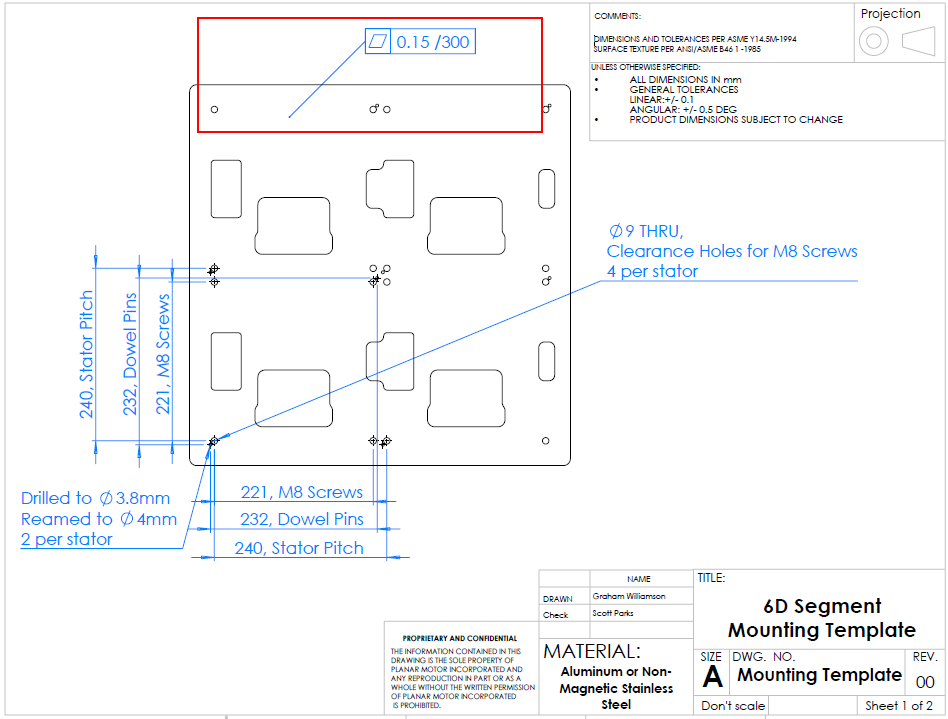 COMMENTS:
DIMENSIONS AND TOLERANCES PER ASME Y14.5M-1994
SURFACE TEXTURE PER ANSI/ASME B46 1 -1985
Projection
UNLESS OTHERWISE SPECIFIED:
• ALL DIMENSIONS IN mm
• GENERAL TOLERANCES
LINEAR:+/- 0.1
ANGULAR: +/- 0.5 DEG
• PRODUCT DIMENSIONS SUBJECT TO CHANGE
0.15 /300
∅9 THRU,
Clearance Holes for M8 Screws
4 per stator
240, Stator Pitch
232, Dowel Pins
221, M8 Screws
Drilled to ∅3.8mm
Reamed to ∅4mm
2 per stator
221, M8 Screws
232, Dowel Pins
240, Stator Pitch
PROPRIETARY AND CONFIDENTIAL
THE INFORMATION CONTAINED IN THIS
DRAWING IS THE SOLE PROPERTY OF
PLANAR MOTOR INCORPORATED AND
ANY REPRODUCTION IN PART OR AS A
WHOLE WITHOUT THE WRITTEN PERMISSION
OF PLANAR MOTOR INCORPORATED
IS PROHIBITED.
NAME
DRAWN Graham Williamson
Check Scott Parks
MATERIAL:
Aluminum or Non-
Magnetic Stainless
Steel
TITLE:
6D Segment
Mounting Template
SIZE
A
DWG. NO.
Mounting Template
REV.
00
Don't scale
Sheet 1 of 2